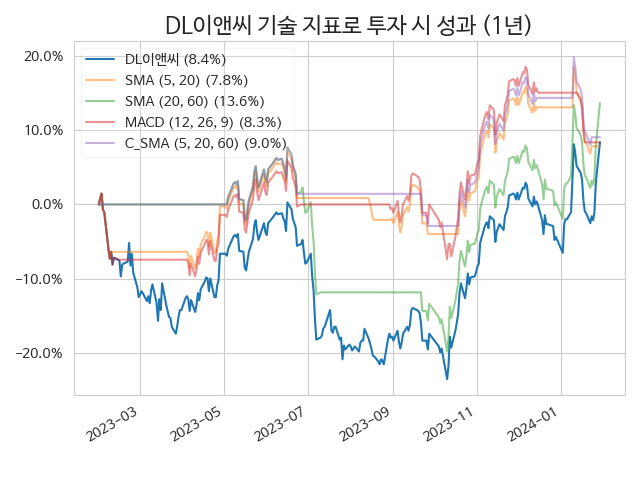 DL이앤씨 기술 지표로 투자 시 성과 (1년)
DL이앤씨 (8.4%)
SMA (5, 20) (7.8%)
SMA (20, 60) (13.6%)
MACD (12, 26, 9) (8.3%)
C_SMA (5, 20, 60) (9.0%)
20.0%
10.0%
0.0%
−10.0%
−20.0%
2023–03
2023–05
2023–07
2023–09
2023–11
2024–01